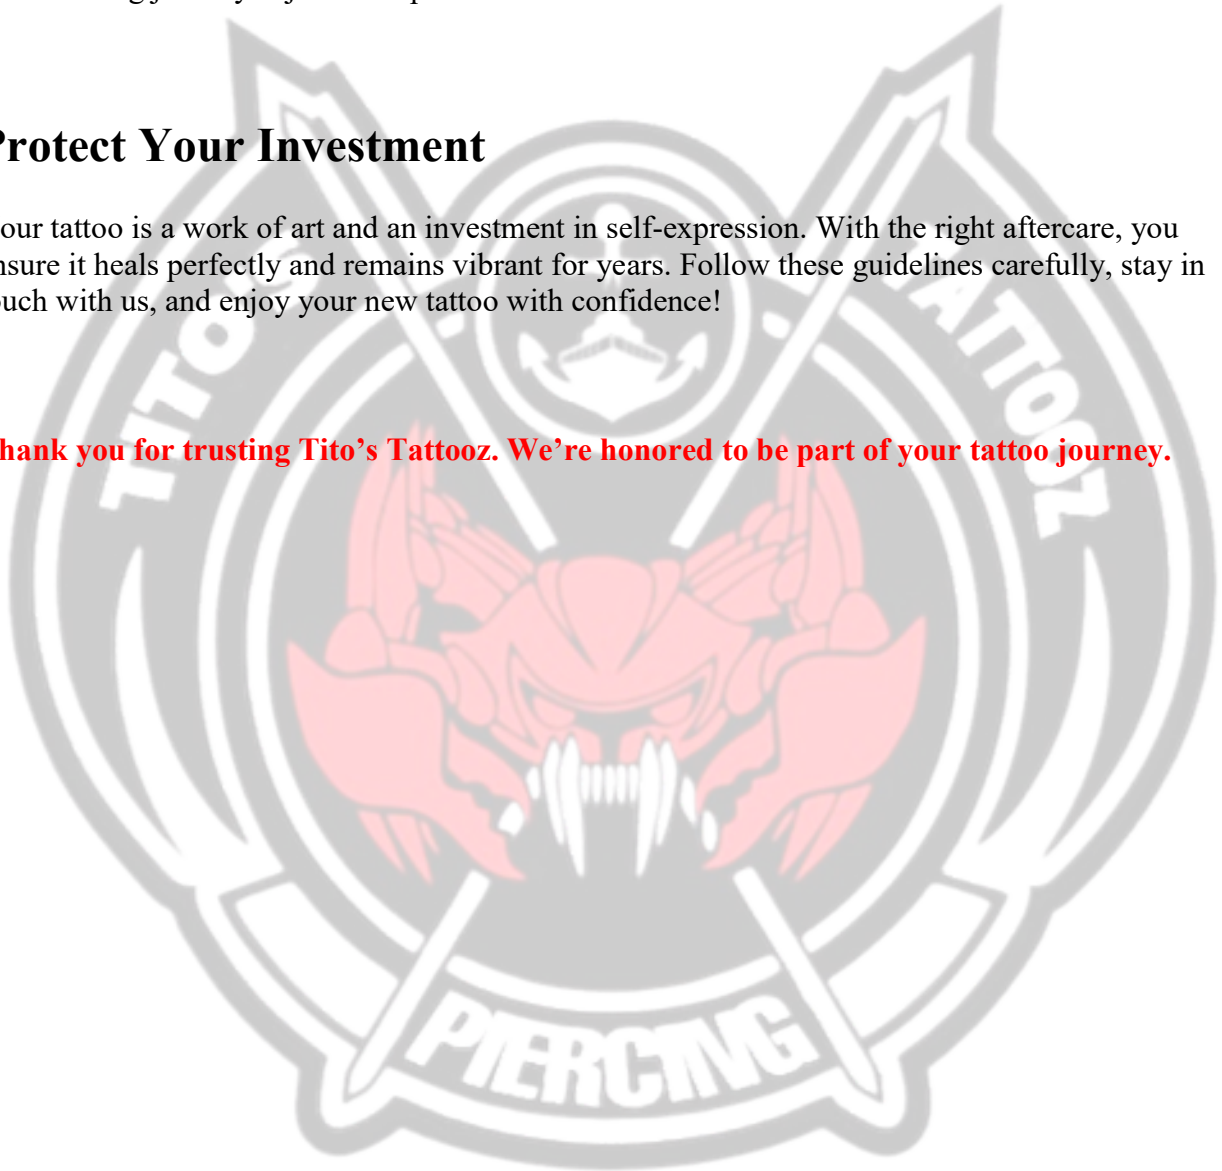 rotect Your Investment
our tattoo is a work of art and an investment in self-expression. With the right aftercare, you
nsure it heals perfectly and remains vibrant for years. Follow these guidelines carefully, stay in
ouch with us, and enjoy your new tattoo with confidence!
TITO'S TATTOOZ
hank you for trusting Tito’s Tattooz. We’re honored to be part of your tattoo journey.
PIERCING